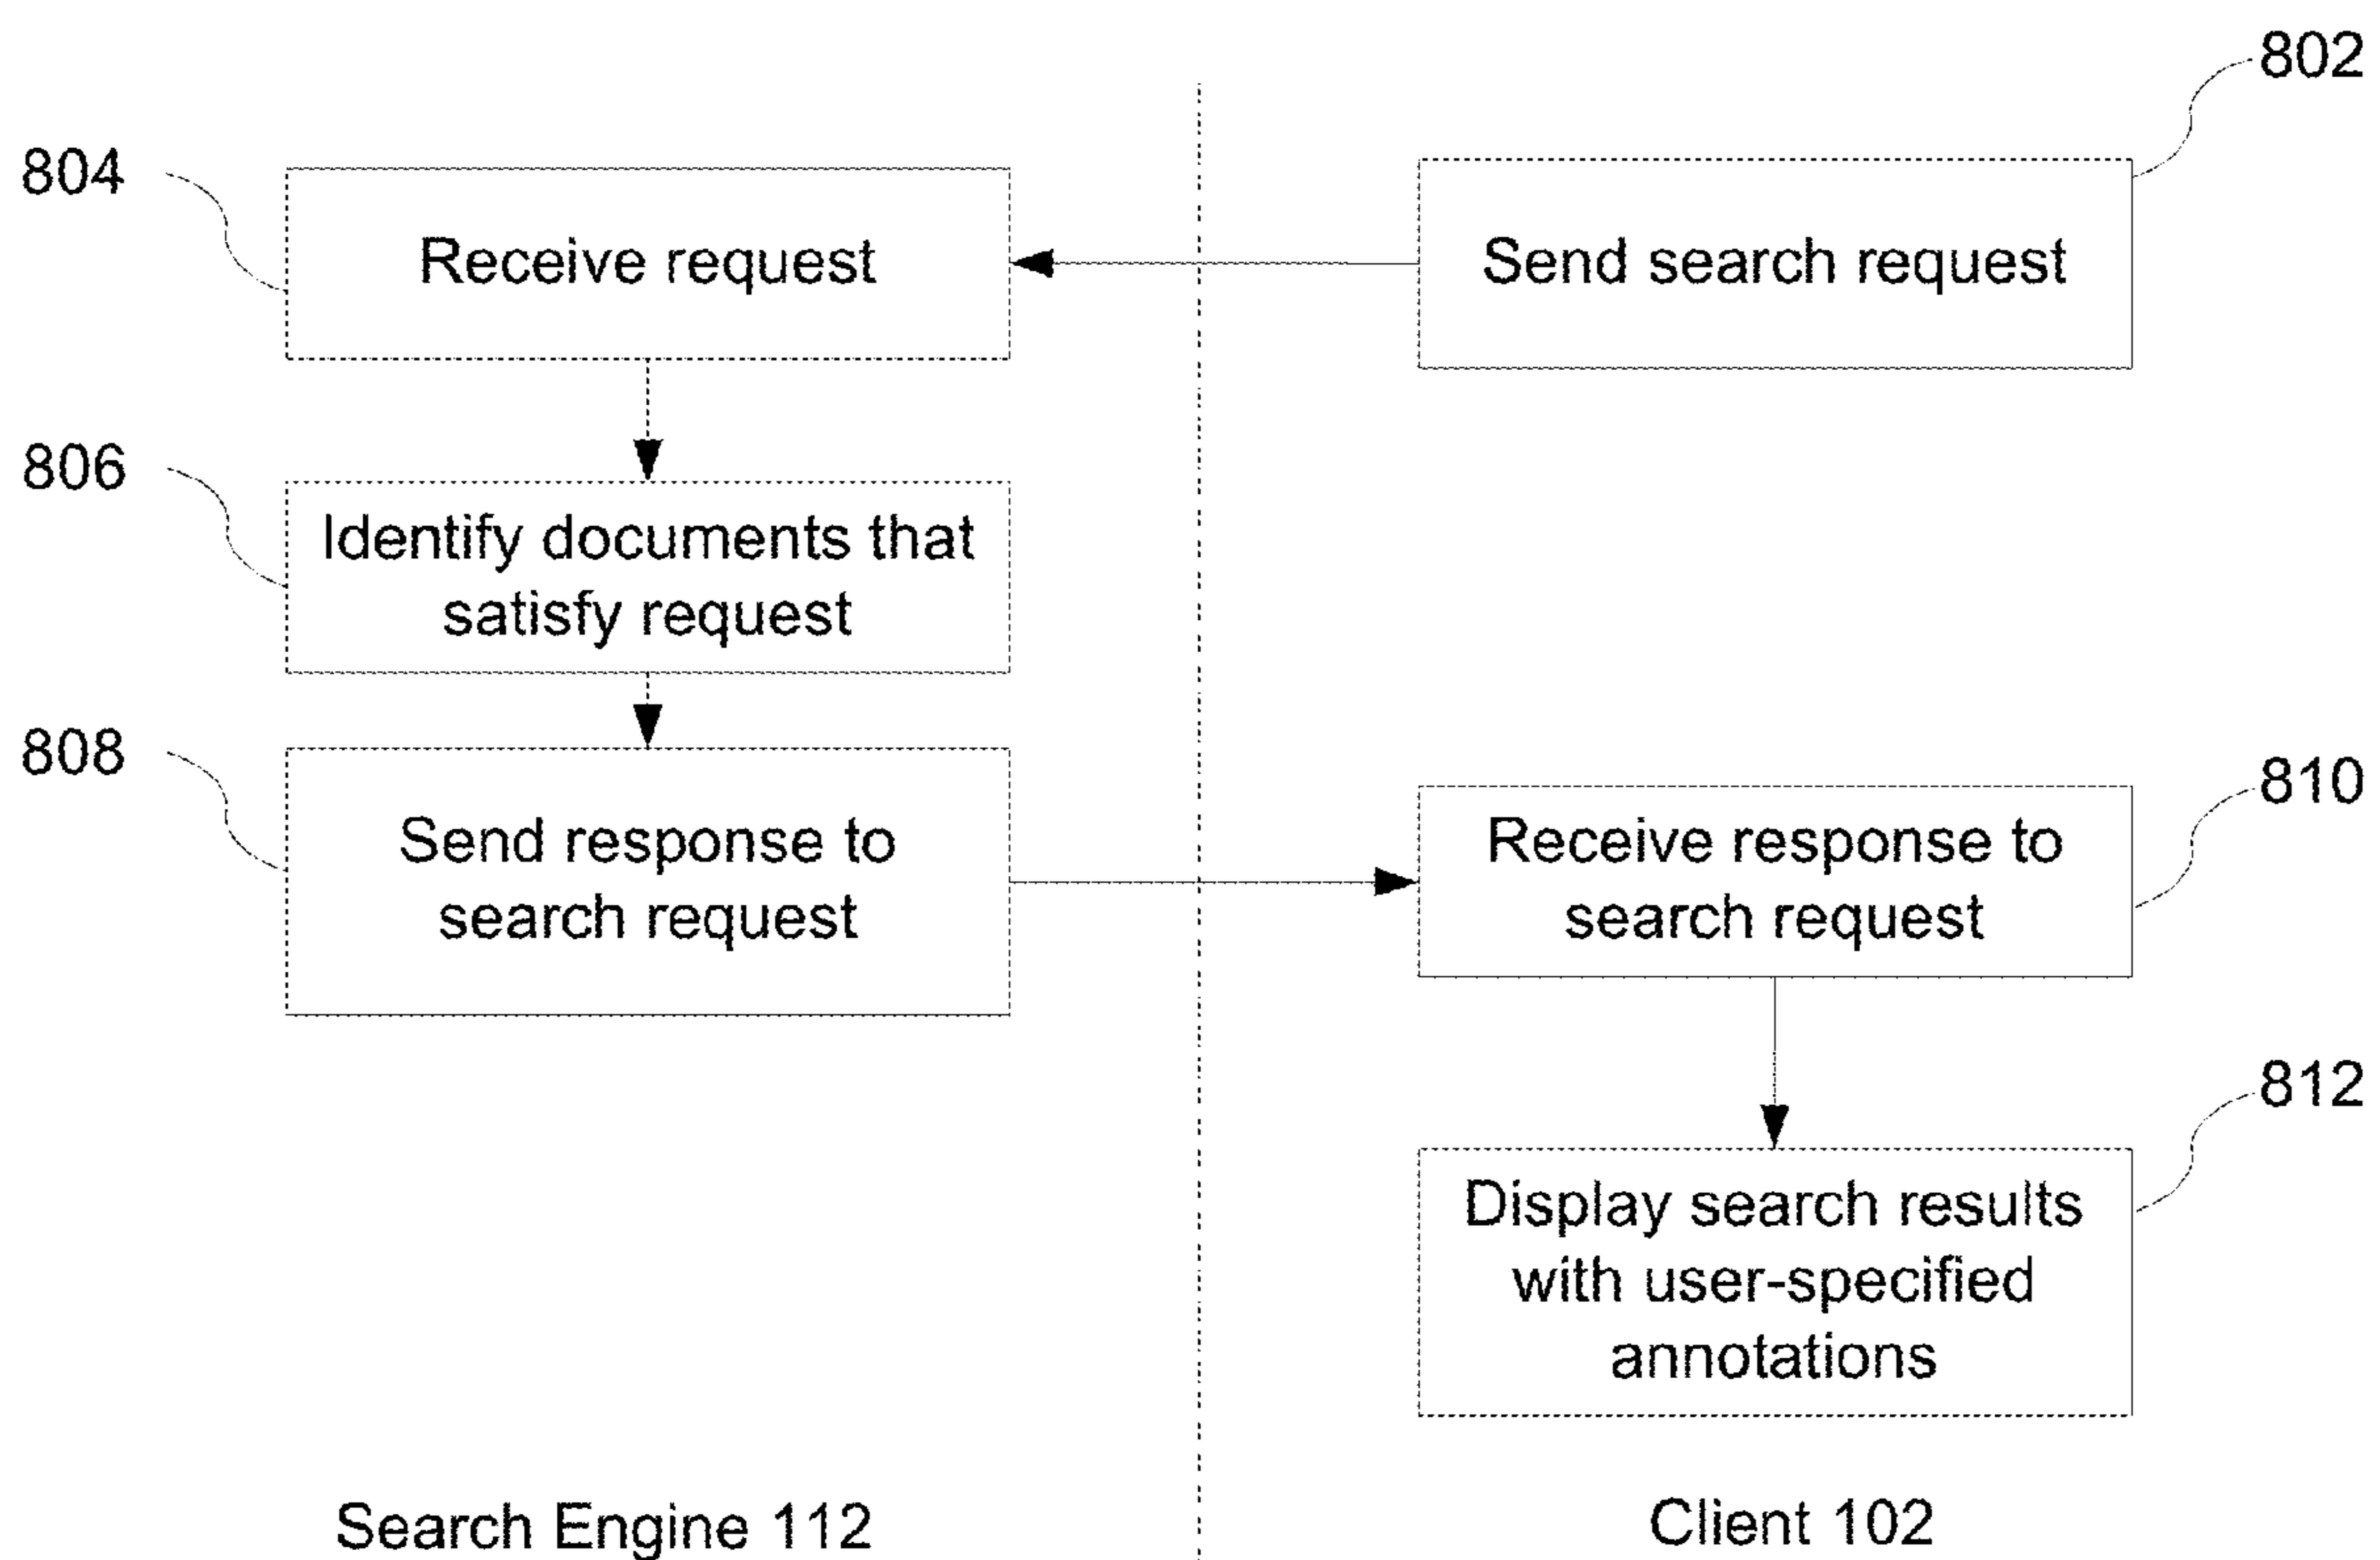 802
804
Receive request
Send search request
806
Identify documents that
satisfy request
808
Send response to
search request
810
Receive response to
search request
812
Display search results
with user-specified
annotations
Search Engine 112
Client 102